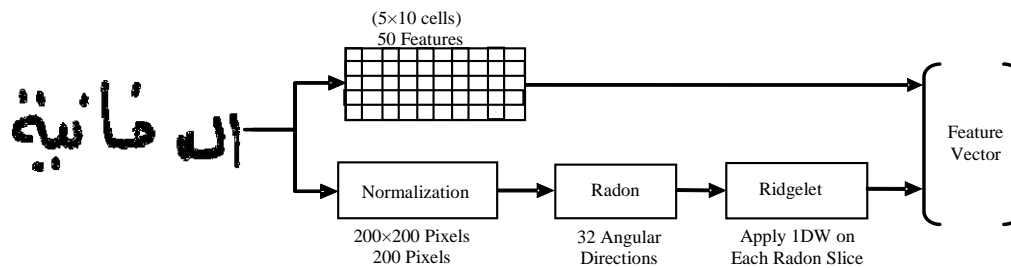 (5×10 cells)
50 Features
الدخانية
Feature
Vector
Normalization
Radon
Ridgelet
200×200 Pixels
200 Pixels
32 Angular
Directions
Apply 1DW on
Each Radon Slice